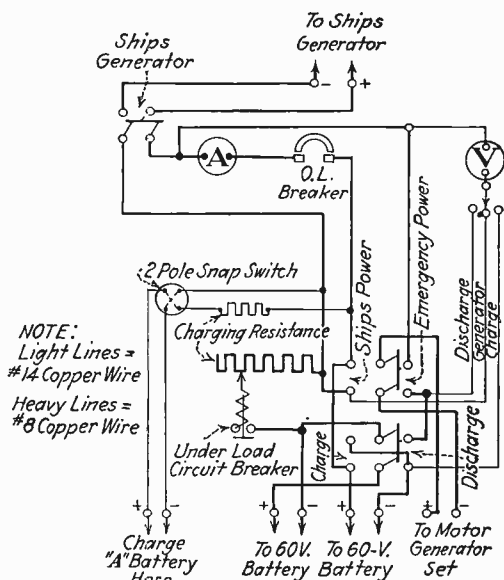 Ships
Generator
To Ships
Generator
- +
A
O.L.
Breaker
V
2 Pole Snap Switch
Charging Resistance
NOTE:
Light Lines =
#14 Copper Wire
Heavy Lines =
#8 Copper Wire
Under Load
Circuit Breaker
Ships Power
Emergency Power
Discharge
Generator
Charge
Charge
Discharge
+ - + - + - + -
Charge
"A" Battery
Here
To 60V.
Battery
To 60-V.
Battery
To Motor
Generator
Set